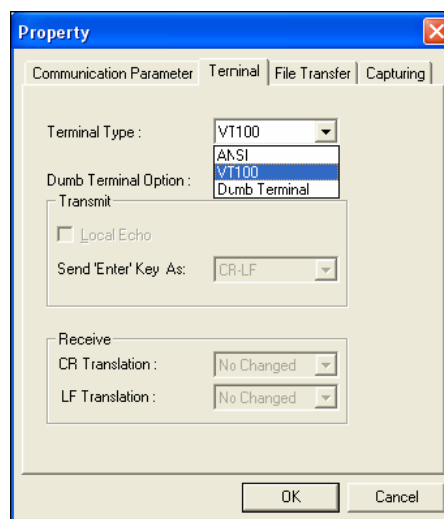 Property
Communication Parameter Terminal File Transfer Capturing
Terminal Type : VT100
ANSI
VT100
Dumb Terminal
Dumb Terminal Option :
Transmit
Local Echo
Send 'Enter' Key As: CR-LF
Receive
CR Translation : No Changed
LF Translation : No Changed
OK Cancel